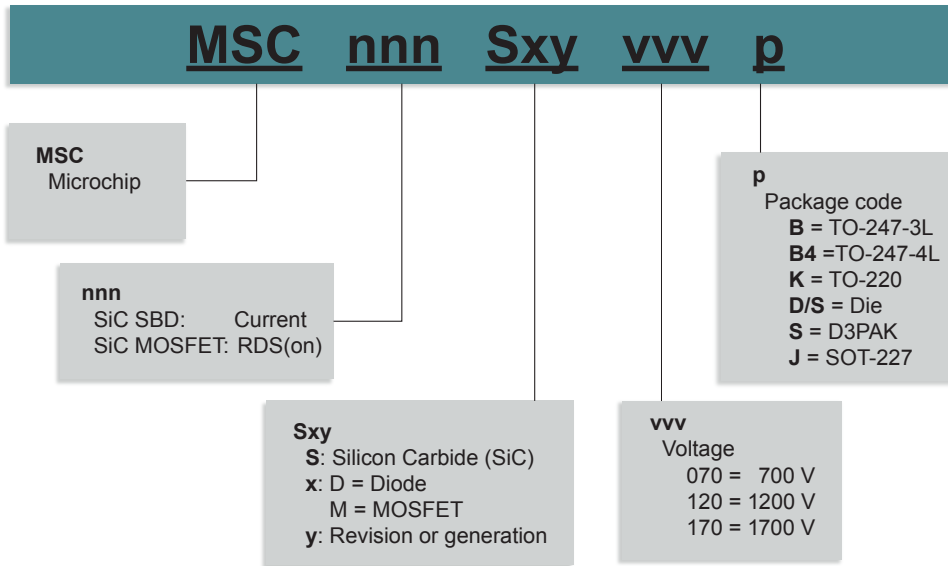 MSC nnn Sxy vvv p
MSC
Microchip
nnn
SiC SBD: Current
SiC MOSFET: RDS(on)
Sxy
S: Silicon Carbide (SiC)
x: D = Diode
M = MOSFET
y: Revision or generation
vvv
Voltage
070 = 700 V
120 = 1200 V
170 = 1700 V
p
Package code
B = TO-247-3L
B4 =TO-247-4L
K = TO-220
D/S = Die
S = D3PAK
J = SOT-227